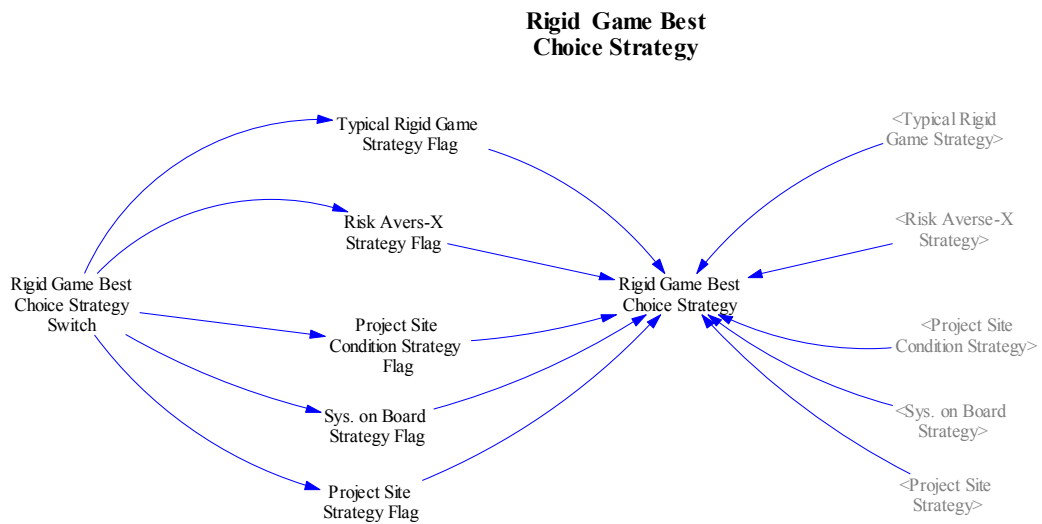 Rigid Game Best
Choice Strategy
Typical Rigid Game
Strategy Flag
<Typical Rigid
Game Strategy>
Risk Avers-X
Strategy Flag
<Risk Averse-X
Strategy>
Rigid Game Best
Choice Strategy
Switch
Rigid Game Best
Choice Strategy
Project Site
Condition Strategy
Flag
<Project Site
Condition Strategy>
Sys. on Board
Strategy Flag
<Sys. on Board
Strategy>
Project Site
Strategy Flag
<Project Site
Strategy>